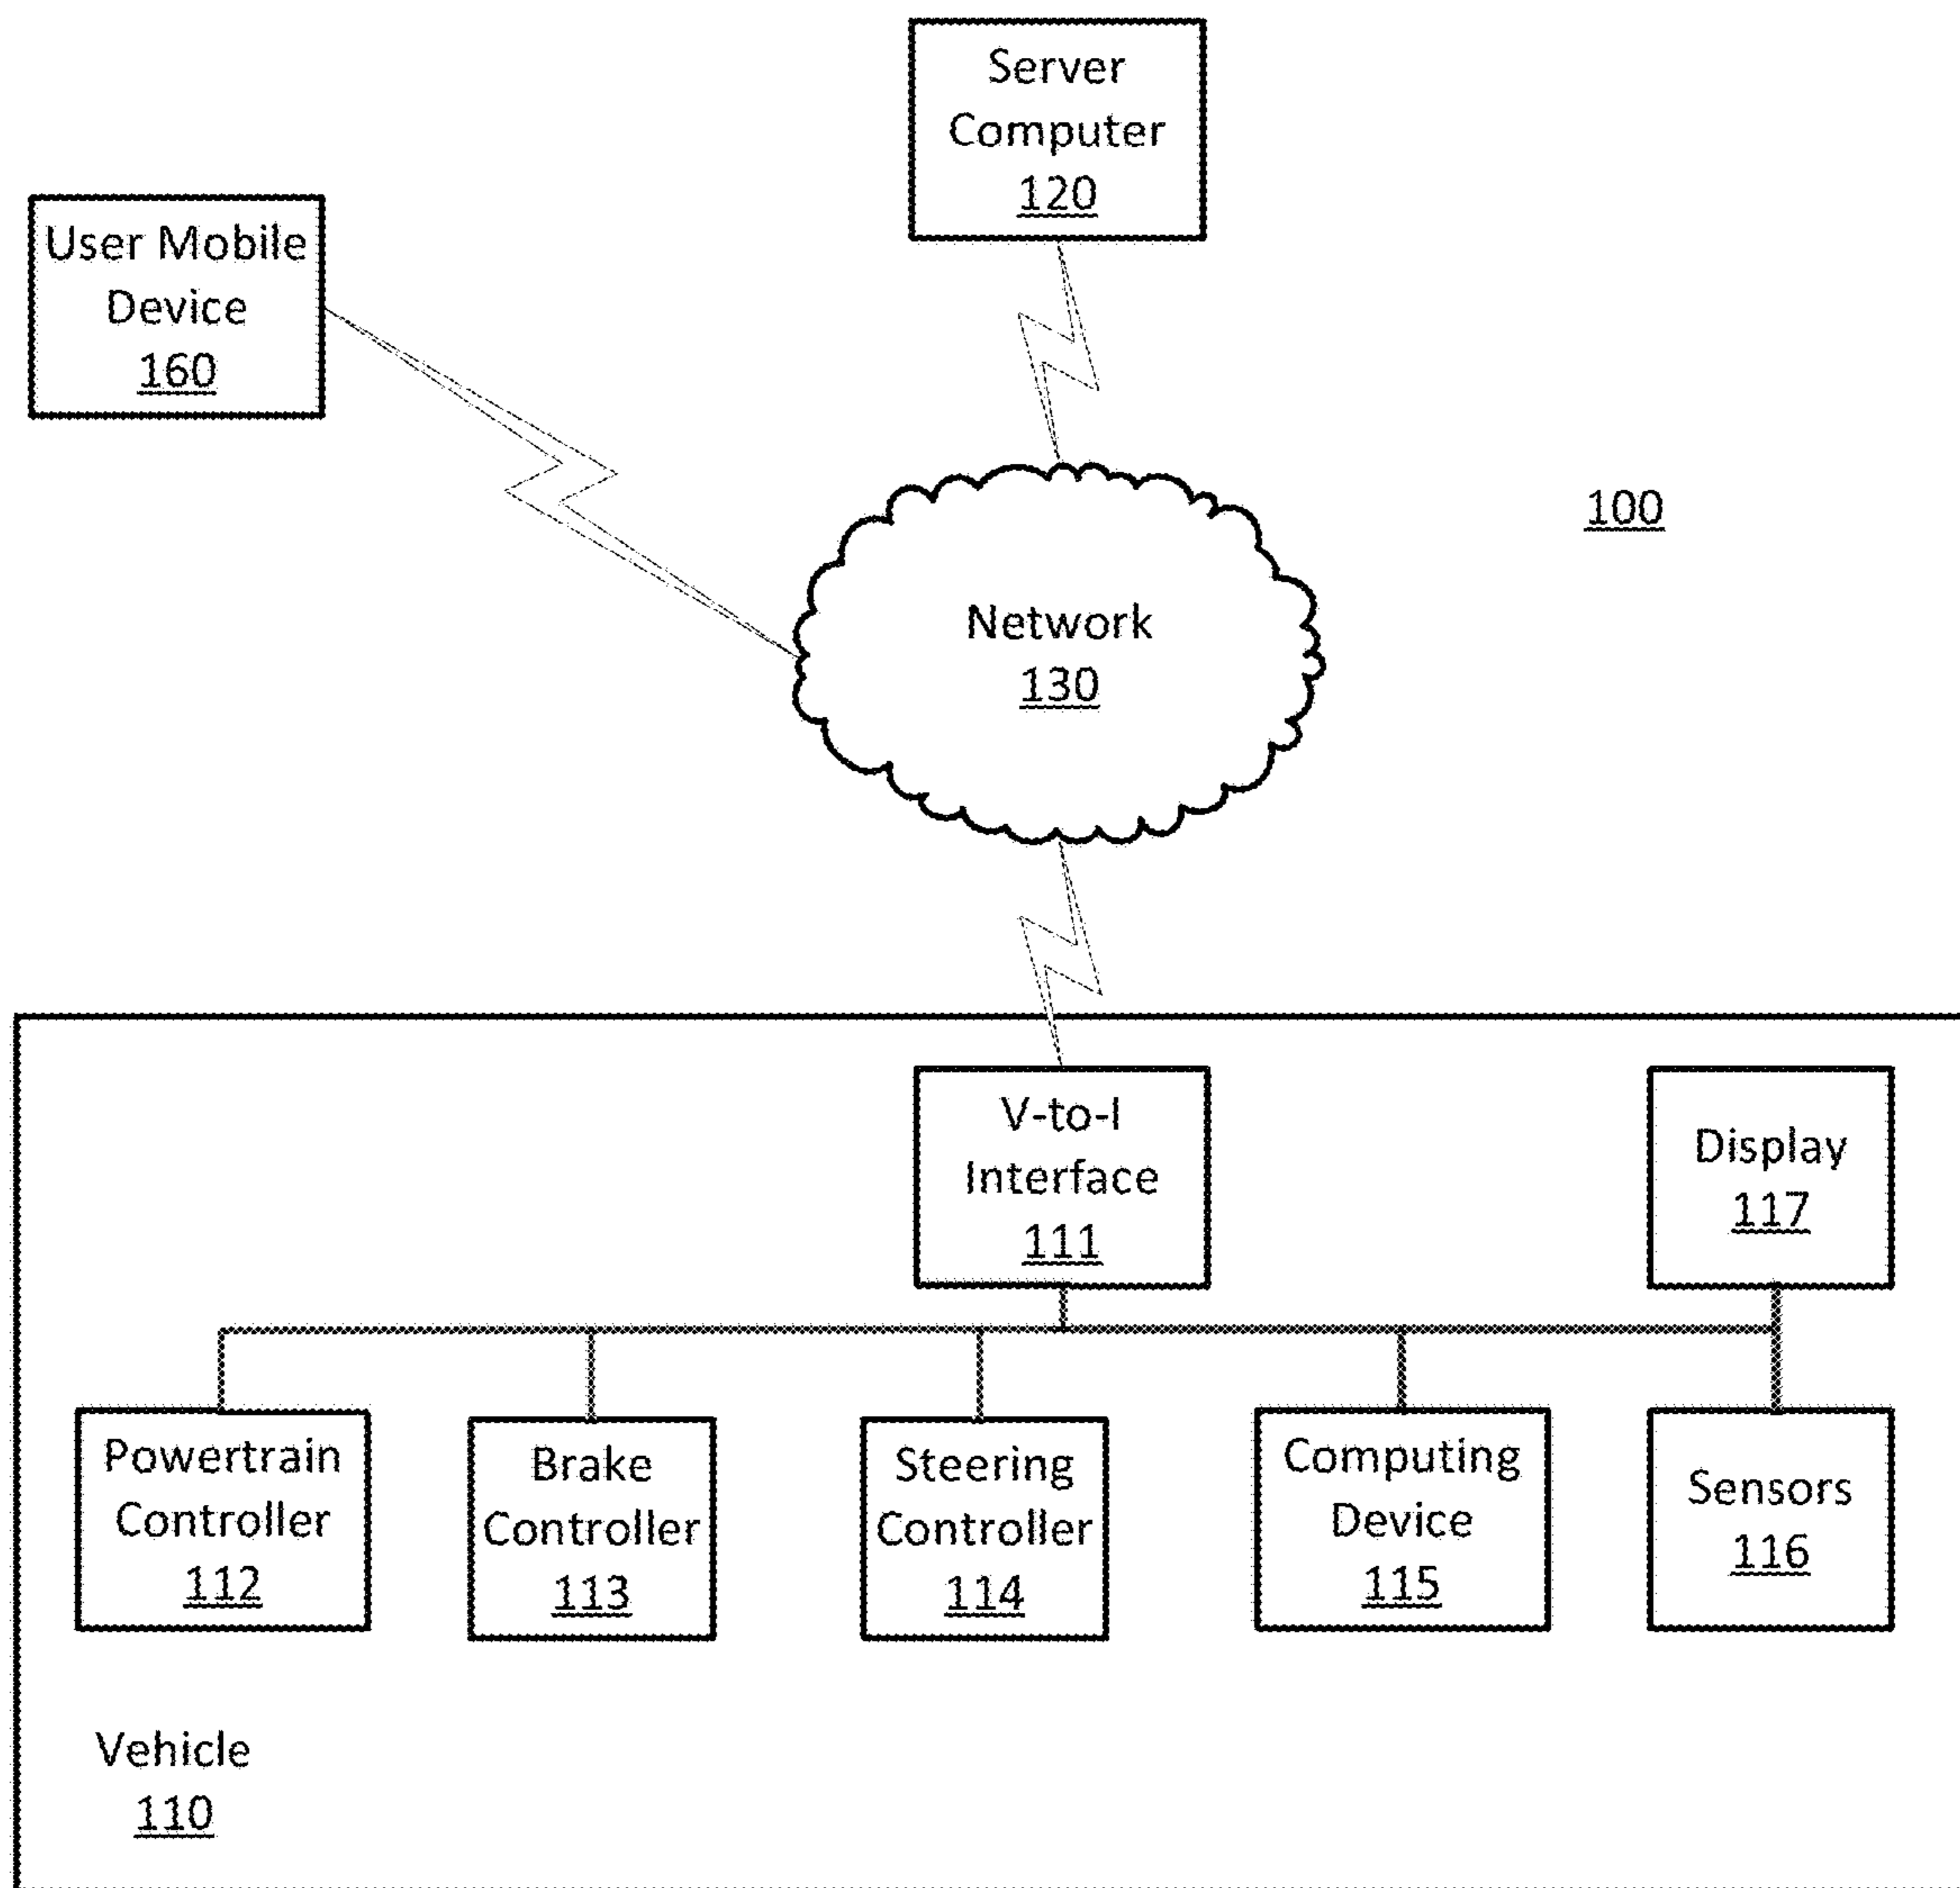 Server
Computer
120
User Mobile
Device
160
100
Network
130
V-to-I
Interface
111
Display
117
Powertrain
Controller
112
Brake
Controller
113
Steering
Controller
114
Computing
Device
115
Sensors
116
Vehicle
110